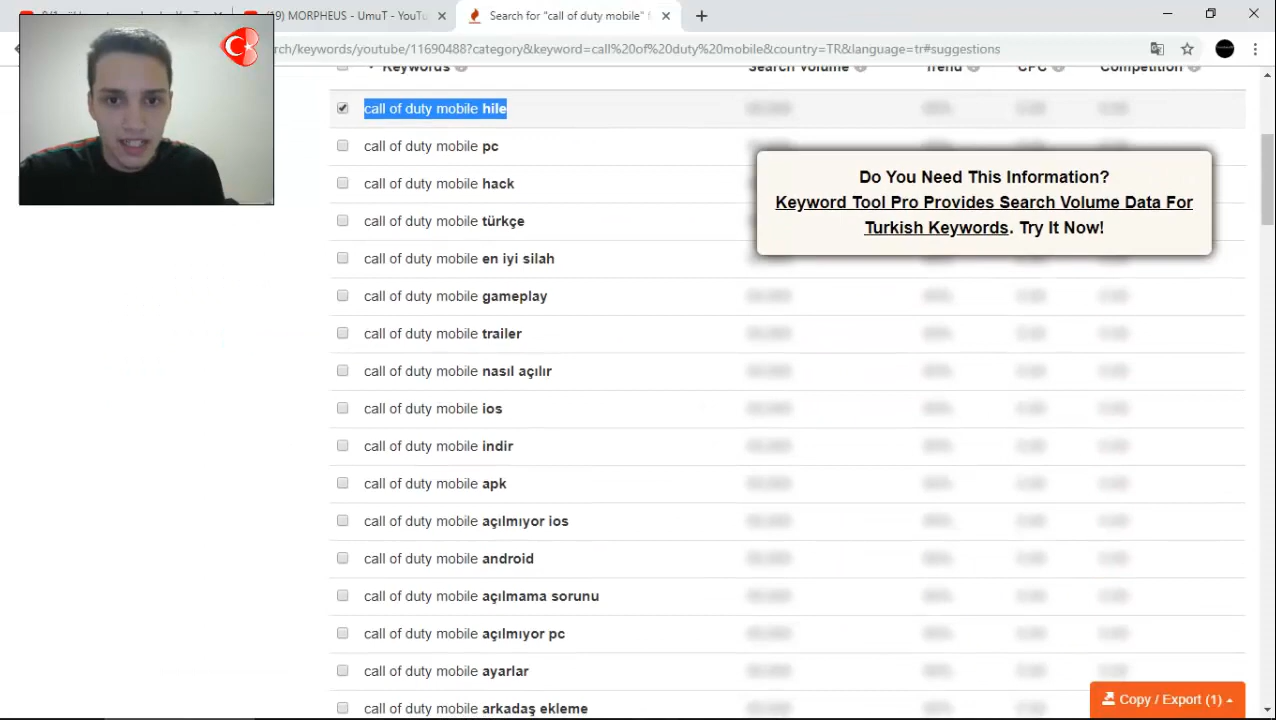 (19) MORPHEUS - UmuT - YouTu
Search for "call of duty mobile" f
rch/keywords/youtube/11690488?category&keyword=call%20of%20duty%20mobile&country=TR&language=tr#suggestions
Keywords
Search Volume
Trend
CPC
Competition
call of duty mobile hile
call of duty mobile pc
call of duty mobile hack
call of duty mobile türkçe
call of duty mobile en iyi silah
call of duty mobile gameplay
call of duty mobile trailer
call of duty mobile nasıl açılır
call of duty mobile ios
call of duty mobile indir
call of duty mobile apk
call of duty mobile açılmıyor ios
call of duty mobile android
call of duty mobile açılmama sorunu
call of duty mobile açılmıyor pc
call of duty mobile ayarlar
call of duty mobile arkadaş ekleme
Do You Need This Information?
Keyword Tool Pro Provides Search Volume Data For
Turkish Keywords. Try It Now!
Copy / Export (1)